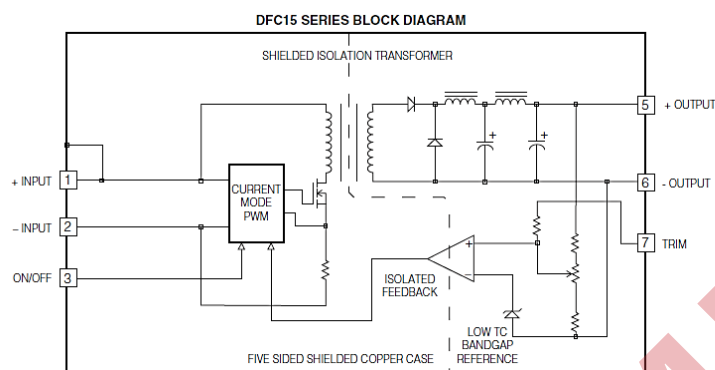 DFC15 SERIES BLOCK DIAGRAM
SHIELDED ISOLATION TRANSFORMER
5 + OUTPUT
+ INPUT 1
CURRENT
MODE
PWM
6 - OUTPUT
– INPUT 2
+
7 TRIM
ON/OFF 3
ISOLATED
FEEDBACK
LOW TC
BANDGAP
REFERENCE
FIVE SIDED SHIELDED COPPER CASE